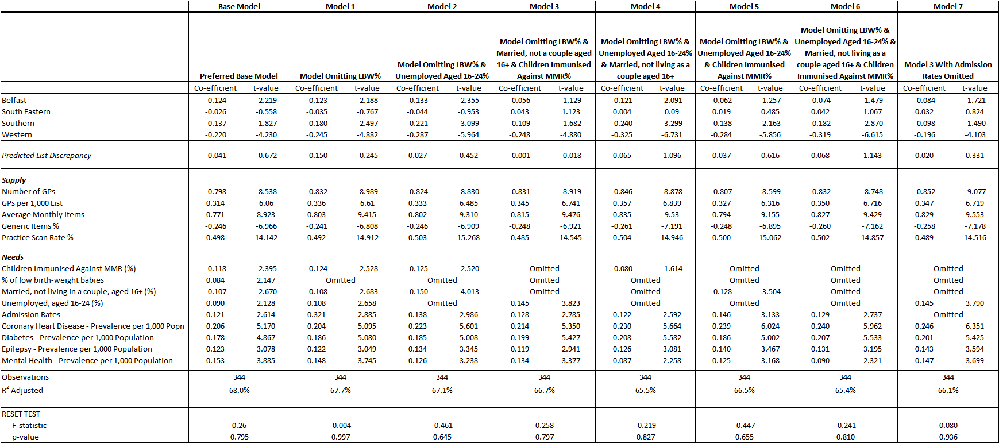 Base Model Model 1 Model 2 Model 3 Model 4 Model 5 Model 6 Model 7
Preferred Base Model
Model Omitting LBW%
Model Omitting LBW% &
Unemployed Aged 16-24%
Model Omitting LBW% &
Married, not a couple aged
16+ & Children Immunised
Against MMR%
Model Omitting LBW% &
Unemployed Aged 16-24%
& Married, not living as a
couple aged 16+
Model Omitting LBW% &
Unemployed Aged 16-24%
& Children Immunised
Against MMR%
Model Omitting LBW% &
Unemployed Aged 16-24% &
Married, not living as a
couple aged 16+ & Children
Immunised Against MMR%
Model 3 With Admission
Rates Omitted
Co-efficient t-value Co-efficient t-value Co-efficient t-value Co-efficient t-value Co-efficient t-value Co-efficient t-value Co-efficient t-value Co-efficient t-value
Belfast -0.124 -2.219 -0.123 -2.188 -0.133 -2.355 -0.056 -1.129 -0.121 -2.091 -0.062 -1.257 -0.074 -1.479 -0.084 -1.721
South Eastern -0.026 -0.558 -0.035 -0.767 -0.044 -0.953 0.043 1.123 0.004 0.09 0.019 0.485 0.042 1.067 0.032 0.824
Southern -0.137 -1.827 -0.180 -2.497 -0.221 -3.099 -0.109 -1.682 -0.240 -3.299 -0.138 -2.163 -0.182 -2.870 -0.098 -1.490
Western -0.220 -4.230 -0.245 -4.882 -0.287 -5.964 -0.248 -4.880 -0.325 -6.731 -0.284 -5.856 -0.319 -6.615 -0.196 -4.103
Predicted List Discrepancy -0.041 -0.672 -0.150 -0.245 0.027 0.452 -0.001 -0.018 0.065 1.096 0.037 0.616 0.068 1.143 0.020 0.331
Supply
Number of GPs -0.798 -8.538 -0.832 -8.989 -0.824 -8.830 -0.831 -8.919 -0.846 -8.878 -0.807 -8.599 -0.832 -8.748 -0.852 -9.077
GPs per 1,000 List 0.314 6.06 0.336 6.61 0.333 6.485 0.345 6.741 0.357 6.839 0.327 6.316 0.350 6.716 0.347 6.719
Average Monthly Items 0.771 8.923 0.803 9.415 0.802 9.310 0.815 9.476 0.835 9.53 0.794 9.155 0.827 9.429 0.829 9.553
Generic Items % -0.246 -6.966 -0.241 -6.808 -0.246 -6.909 -0.248 -6.921 -0.261 -7.191 -0.248 -6.895 -0.260 -7.162 -0.258 -7.178
Practice Scan Rate % 0.498 14.142 0.492 14.912 0.503 15.268 0.485 14.545 0.504 14.946 0.500 15.062 0.502 14.857 0.489 14.516
Needs
Children Immunised Against MMR (%) -0.118 -2.395 -0.124 -2.528 -0.125 -2.520 Omitted -0.080 -1.614 Omitted Omitted Omitted
% of low birth-weight babies 0.084 2.147 Omitted Omitted Omitted Omitted Omitted Omitted Omitted
Married, not living in a couple, aged 16+ (%) -0.107 -2.670 -0.108 -2.683 -0.150 -4.013 Omitted Omitted -0.128 -3.504 Omitted Omitted
Unemployed, aged 16-24 (%) 0.090 2.128 0.108 2.658 Omitted 0.145 3.823 Omitted Omitted Omitted 0.145 3.790
Admission Rates 0.121 2.614 0.321 2.885 0.138 2.986 0.128 2.785 0.122 2.592 0.146 3.133 0.129 2.737 Omitted
Coronary Heart Disease - Prevalence per 1,000 Popn 0.206 5.170 0.204 5.095 0.223 5.601 0.214 5.350 0.230 5.664 0.239 6.024 0.240 5.962 0.246 6.351
Diabetes - Prevalence per 1,000 Population 0.178 4.867 0.186 5.080 0.185 5.008 0.199 5.427 0.208 5.582 0.186 5.002 0.207 5.533 0.201 5.425
Epilepsy - Prevalence per 1,000 Population 0.123 3.078 0.122 3.049 0.134 3.345 0.119 2.941 0.126 3.081 0.140 3.467 0.131 3.195 0.143 3.594
Mental Health - Prevalence per 1,000 Population 0.153 3.885 0.148 3.745 0.126 3.238 0.134 3.377 0.087 2.258 0.125 3.168 0.090 2.321 0.147 3.699
Observations 344 344 344 344 344 344 344 344
R2 Adjusted 68.0% 67.7% 67.1% 66.7% 65.5% 66.5% 65.4% 66.1%
RESET TEST
F-statistic 0.26 -0.004 -0.461 0.258 -0.219 -0.447 -0.241 0.080
p-value 0.795 0.997 0.645 0.797 0.827 0.655 0.810 0.936